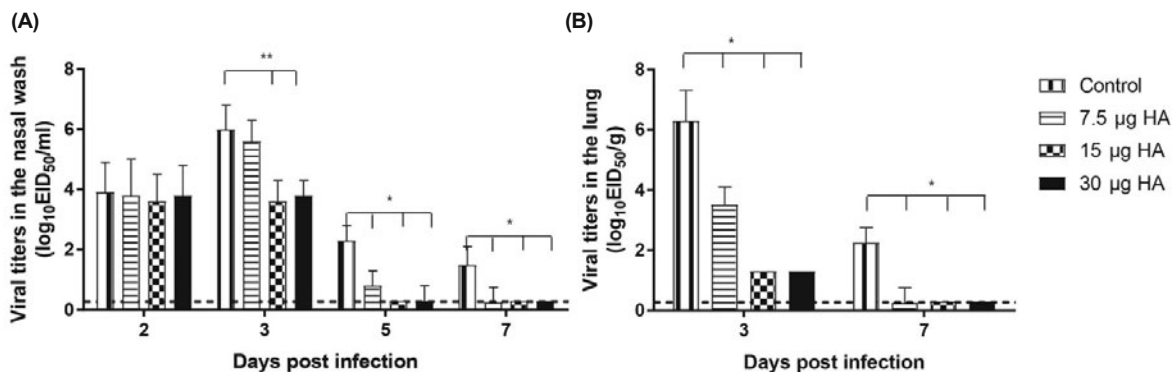 (A)
Viral titers in the nasal wash
(log₁₀EID₅₀/ml)
8
6
4
2
0
**
*
*
2 3 5 7
Days post infection
(B)
Viral titers in the lung
(log₁₀EID₅₀/g)
8
6
4
2
0
*
*
3 7
Days post infection
Control
7.5 µg HA
15 µg HA
30 µg HA